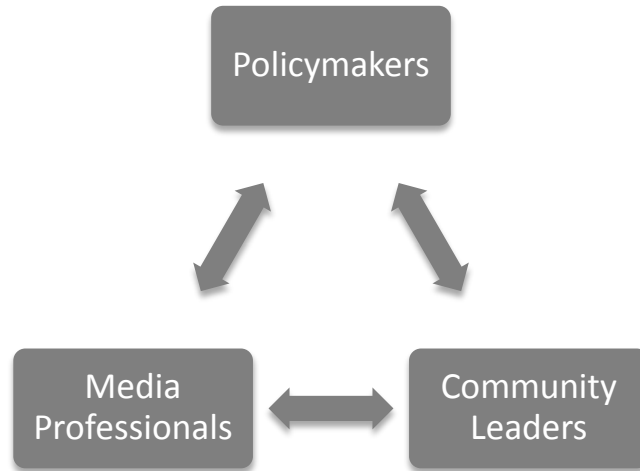 Policymakers
Media
Professionals
Community
Leaders